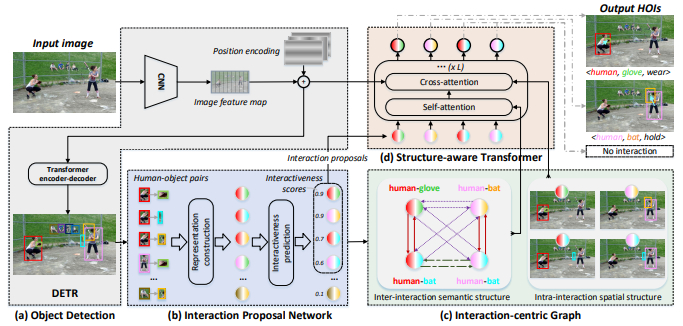 Input image
CNN
Position encoding
Image feature map
+
Transformer
encoder-decoder
DETR
(a) Object Detection
Human-object pairs
Representation
construction
Interactiveness
scores
Interactiveness
prediction
0.9
0.9
0.7
0.6
0.1
...
...
...
(b) Interaction Proposal Network
Interaction proposals
... (x L)
Cross-attention
Self-attention
(d) Structure-aware Transformer
Output HOIs
<human, glove, wear>
<human, bat, hold>
No interaction
human-glove
human-bat
human-bat
human-bat
Inter-interaction semantic structure
Intra-interaction spatial structure
(c) Interaction-centric Graph